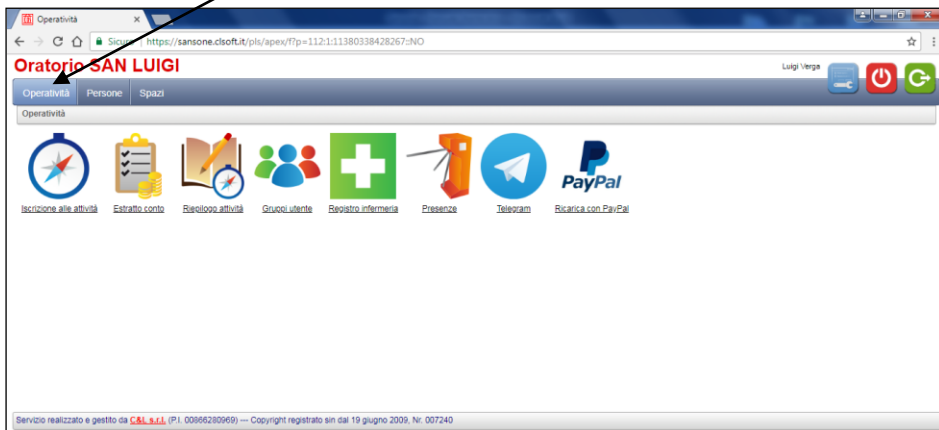 Operatività
Sicuro | https://sansone.clsoft.it/pls/apex/f?p=112:1:11380338428267::NO
Oratorio SAN LUIGI
Luigi Verga
Operatività Persone Spazi
Operatività
PayPal
Iscrizione alle attività Estratto conto Riepilogo attività Gruppi utente Registro infermeria Presenze Telegram Ricarica con PayPal
Servizio realizzato e gestito da C&L s.r.l. (P.I. 00866280969) --- Copyright registrato sin dal 19 giugno 2009, Nr. 007240